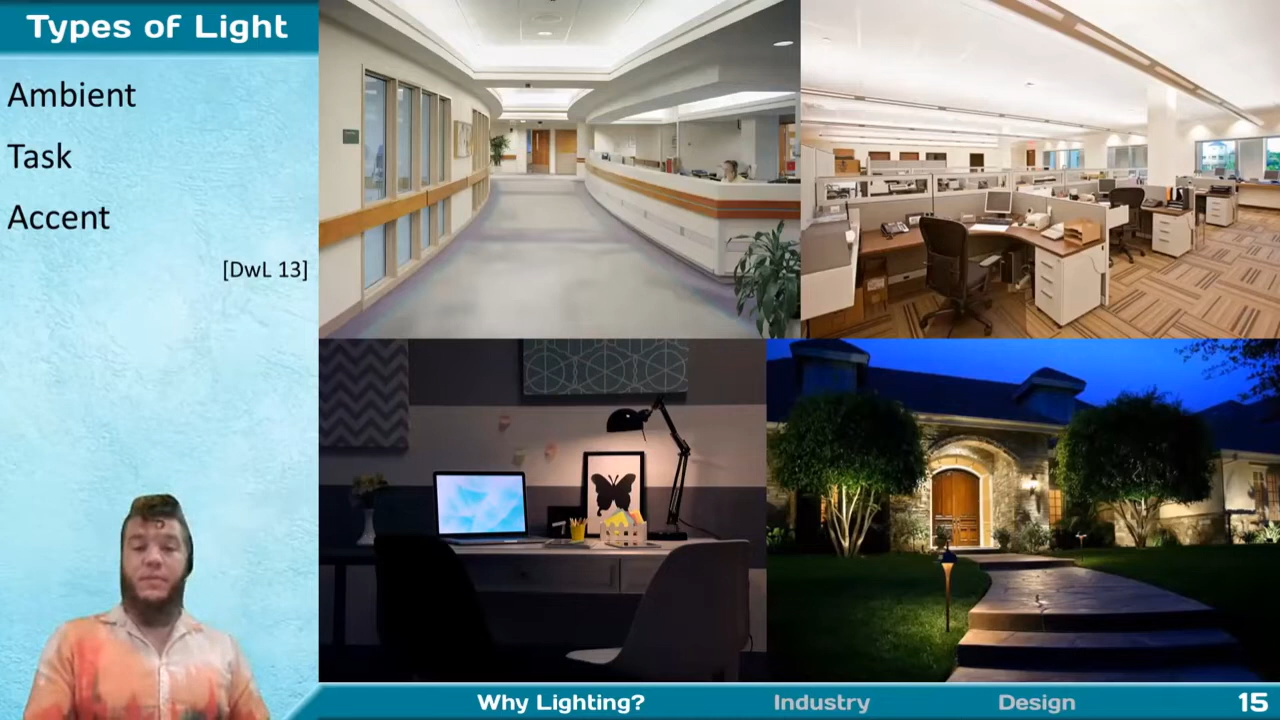 Types of Light
Ambient
Task
Accent
[DwL 13]
Why Lighting?
Industry
Design
15